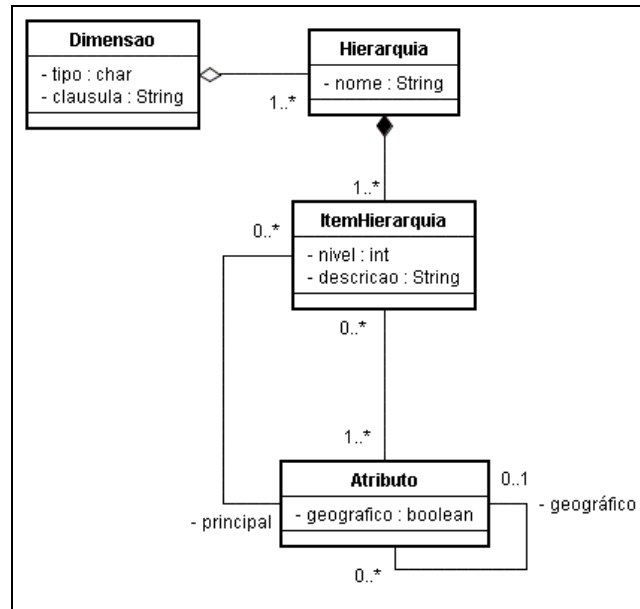 Dimensao
- tipo : char
- clausula : String
Hierarquia
- nome : String
1..*
1..*
0..*
ItemHierarquia
- nivel : int
- descricao : String
0..*
1..*
Atributo
- geografico : boolean
0..1
- geográfico
- principal
0..*